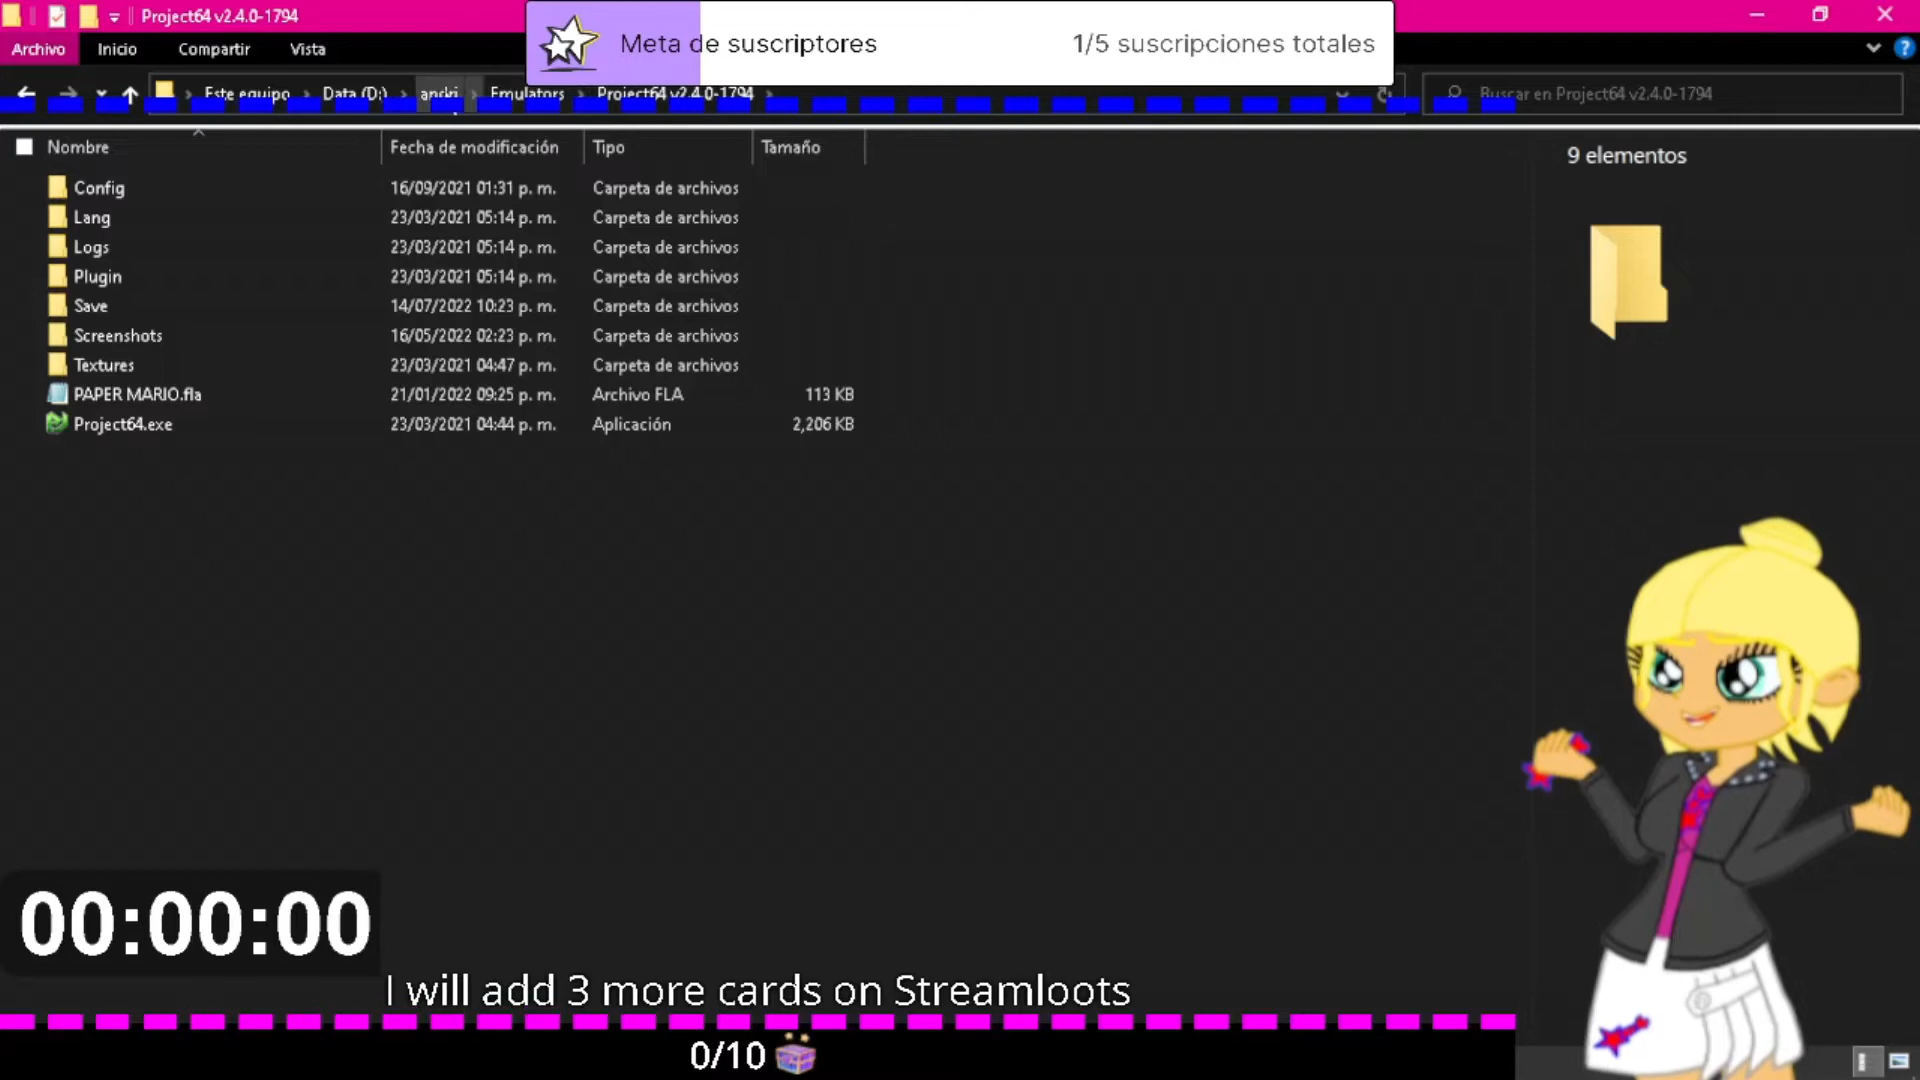 Project64 v2.4.0-1794
Meta de suscriptores
1/5 suscripciones totales
Archivo
Inicio
Compartir
Vista
Este equipo
Data (D:)
Emulators
Project64 v2.4.0-1794
Buscar en Project64 v2.4.0-1794
Nombre
Fecha de modificación
Tipo
Tamaño
9 elementos
Config 16/09/2021 01:31 p. m. Carpeta de archivos
Lang 23/03/2021 05:14 p. m. Carpeta de archivos
Logs 23/03/2021 05:14 p. m. Carpeta de archivos
Plugin 23/03/2021 05:14 p. m. Carpeta de archivos
Save 14/07/2022 10:23 p. m. Carpeta de archivos
Screenshots 16/05/2022 02:23 p. m. Carpeta de archivos
Textures 23/03/2021 04:47 p. m. Carpeta de archivos
PAPER MARIO.fla 21/01/2022 09:25 p. m. Archivo FLA 113 KB
Project64.exe 23/03/2021 04:44 p. m. Aplicación 2,206 KB
00:00:00
I will add 3 more cards on Streamloots
0/10